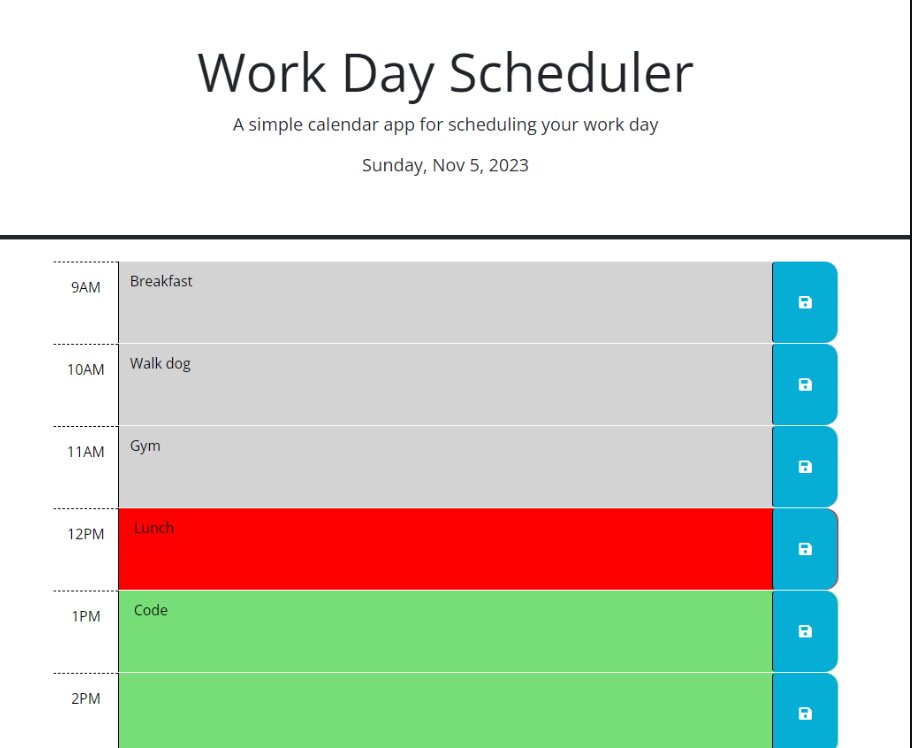 Work Day Scheduler
A simple calendar app for scheduling your work day
Sunday, Nov 5, 2023
9AM Breakfast
10AM Walk dog
11AM Gym
12PM Lunch
1PM Code
2PM